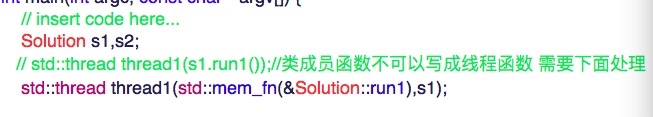 int main(int argc, const char * argv[]) {
// insert code here...
Solution s1,s2;
// std::thread thread1(s1.run1());//类成员函数不可以写成线程函数 需要下面处理
std::thread thread1(std::mem_fn(&Solution::run1),s1);